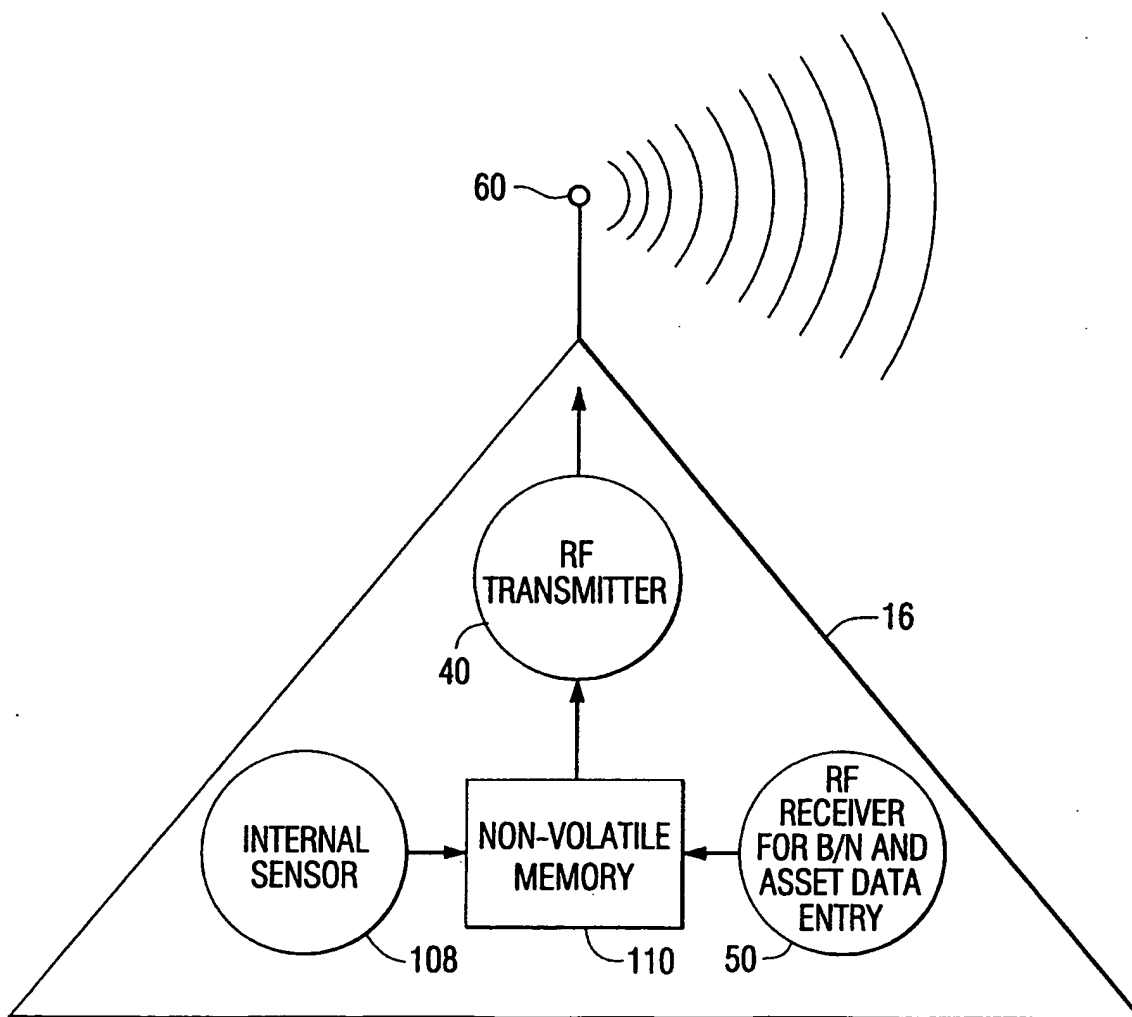 60
RF
TRANSMITTER
40
16
INTERNAL
SENSOR
108
NON-VOLATILE
MEMORY
110
RF
RECEIVER
FOR B/N AND
ASSET DATA
ENTRY
50